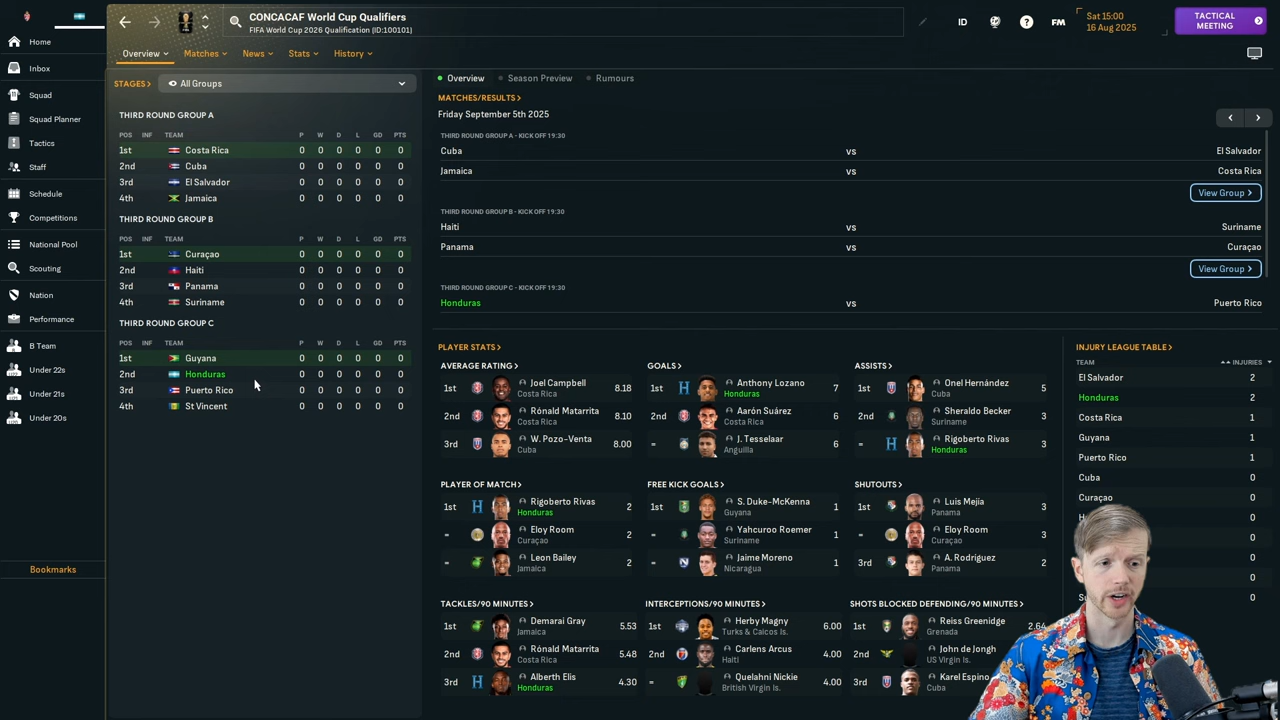 CONCACAF World Cup Qualifiers
FIFA World Cup 2026 Qualification (ID:100101)
ID
?
FM
Sat 15:00
16 Aug 2025
TACTICAL MEETING
Overview
Matches
News
Stats
History
Home
Inbox
Squad
Squad Planner
Tactics
Staff
Schedule
Competitions
National Pool
Scouting
Nation
Performance
B Team
Under 22s
Under 21s
Under 20s
Bookmarks
STAGES > All Groups
THIRD ROUND GROUP A
POS INF TEAM P W D L GD PTS
1st Costa Rica 0 0 0 0 0 0
2nd Cuba 0 0 0 0 0 0
3rd El Salvador 0 0 0 0 0 0
4th Jamaica 0 0 0 0 0 0
THIRD ROUND GROUP B
POS INF TEAM P W D L GD PTS
1st Curaçao 0 0 0 0 0 0
2nd Haiti 0 0 0 0 0 0
3rd Panama 0 0 0 0 0 0
4th Suriname 0 0 0 0 0 0
THIRD ROUND GROUP C
POS INF TEAM P W D L GD PTS
1st Guyana 0 0 0 0 0 0
2nd Honduras 0 0 0 0 0 0
3rd Puerto Rico 0 0 0 0 0 0
4th St Vincent 0 0 0 0 0 0
Overview Season Preview Rumours
MATCHES/RESULTS >
Friday September 5th 2025
THIRD ROUND GROUP A - KICK OFF 19:30
Cuba vs El Salvador
Jamaica vs Costa Rica
View Group >
THIRD ROUND GROUP B - KICK OFF 19:30
Haiti vs Suriname
Panama vs Curaçao
View Group >
THIRD ROUND GROUP C - KICK OFF 19:30
Honduras vs Puerto Rico
PLAYER STATS >
AVERAGE RATING >
1st Joel Campbell 8.18
Costa Rica
2nd Rónald Matarrita 8.10
Costa Rica
3rd W. Pozo-Venta 8.00
Cuba
GOALS >
1st Anthony Lozano 7
Honduras
2nd Aarón Suárez 6
Costa Rica
= J. Tesselaar 6
Anguilla
ASSISTS >
1st Onel Hernández 5
Cuba
2nd Sheraldo Becker 3
Suriname
= Rigoberto Rivas 3
Honduras
PLAYER OF MATCH >
1st Rigoberto Rivas 2
Honduras
= Eloy Room 2
Curaçao
= Leon Bailey 2
Jamaica
FREE KICK GOALS >
1st S. Duke-McKenna 1
Guyana
= Yahcuroo Roemer 1
Suriname
= Jaime Moreno 1
Nicaragua
SHUTOUTS >
1st Luis Mejía 3
Panama
= Eloy Room 3
Curaçao
3rd A. Rodriguez 2
Panama
TACKLES/90 MINUTES >
1st Demarai Gray 5.53
Jamaica
2nd Rónald Matarrita 5.48
Costa Rica
3rd Alberth Elis 4.30
Honduras
INTERCEPTIONS/90 MINUTES >
1st Herby Magny 6.00
Turks & Caicos Is.
2nd Carlens Arcus 4.00
Haiti
= Quelahni Nickie 4.00
British Virgin Is.
SHOTS BLOCKED DEFENDING/90 MINUTES >
1st Reiss Greenidge 2.64
Grenada
2nd John de Jongh
US Virgin Is.
3rd Karel Espino
Cuba
INJURY LEAGUE TABLE >
TEAM INJURIES
El Salvador 2
Honduras 2
Costa Rica 1
Guyana 1
Puerto Rico 1
Cuba 0
Curaçao 0
0
0
0
0
0